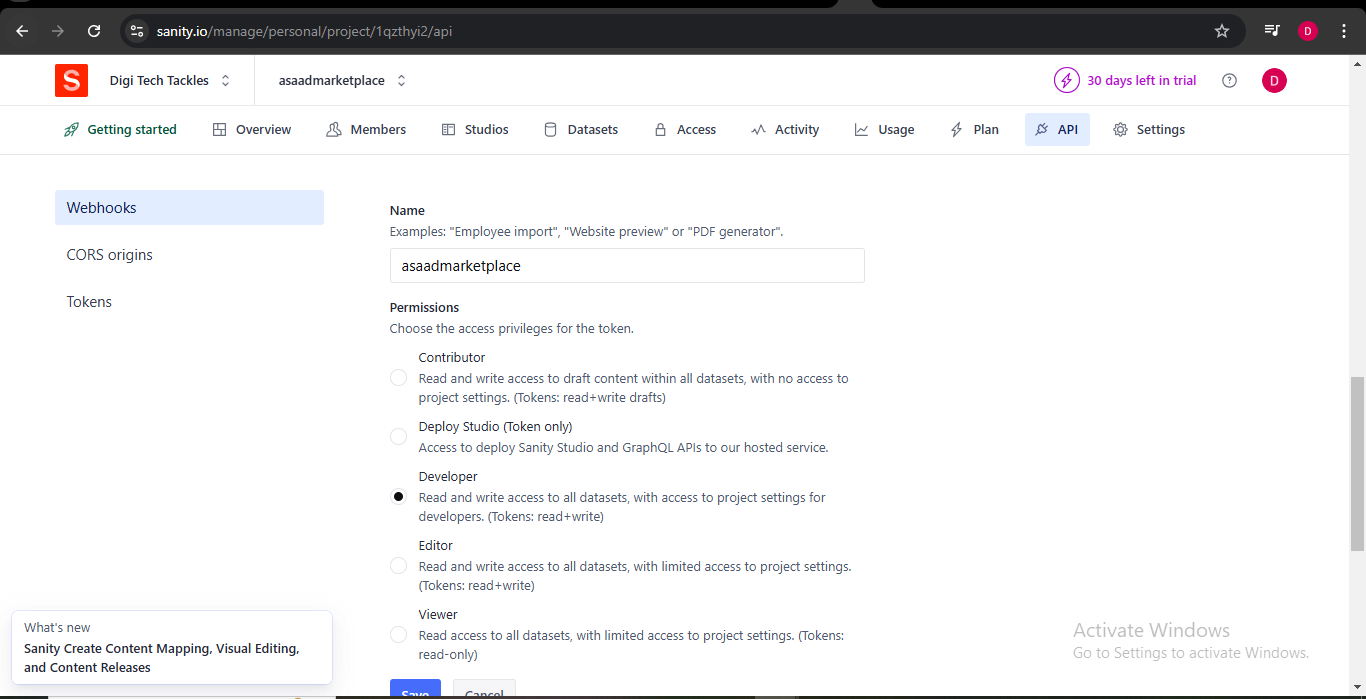 sanity.io/manage/personal/project/1qzthyi2/api
D
S
Digi Tech Tackles
asaadmarketplace
30 days left in trial
?
D
Getting started
Overview
Members
Studios
Datasets
Access
Activity
Usage
Plan
API
Settings
Webhooks
CORS origins
Tokens
Name
Examples: "Employee import", "Website preview" or "PDF generator".
asaadmarketplace
Permissions
Choose the access privileges for the token.
Contributor
Read and write access to draft content within all datasets, with no access to
project settings. (Tokens: read+write drafts)
Deploy Studio (Token only)
Access to deploy Sanity Studio and GraphQL APIs to our hosted service.
Developer
Read and write access to all datasets, with access to project settings for
developers. (Tokens: read+write)
Editor
Read and write access to all datasets, with limited access to project settings.
(Tokens: read+write)
Viewer
Read access to all datasets, with limited access to project settings. (Tokens:
read-only)
Save
Cancel
What's new
Sanity Create Content Mapping, Visual Editing,
and Content Releases
Activate Windows
Go to Settings to activate Windows.